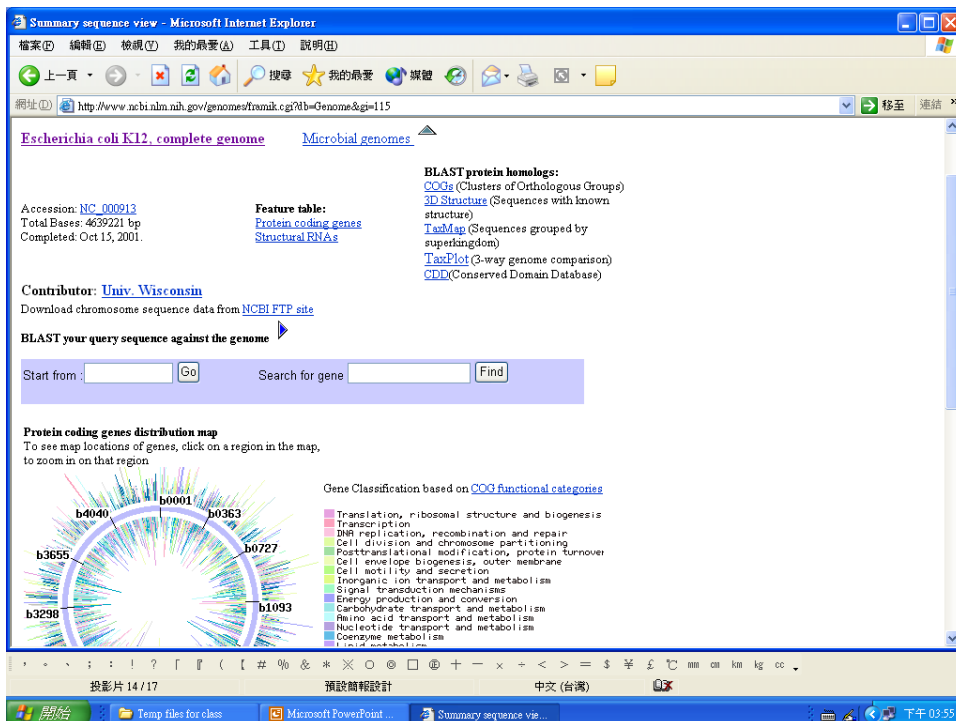 Summary sequence view - Microsoft Internet Explorer
檔案(F) 編輯(E) 檢視(V) 我的最愛(A) 工具(T) 說明(H)
上一頁 搜尋 我的最愛 媒體
網址(D) http://www.ncbi.nlm.nih.gov/genomes/framik.cgi?db=Genome&gi=115 移至 連結 »
Escherichia coli K12, complete genome Microbial genomes
BLAST protein homologs:
COGs (Clusters of Orthologous Groups)
3D Structure (Sequences with known
structure)
TaxMap (Sequences grouped by
superkingdom)
TaxPlot (3-way genome comparison)
CDD(Conserved Domain Database)
Accession: NC_000913
Total Bases: 4639221 bp
Completed: Oct 15, 2001.
Feature table:
Protein coding genes
Structural RNAs
Contributor: Univ. Wisconsin
Download chromosome sequence data from NCBI FTP site
BLAST your query sequence against the genome
Start from : Go Search for gene Find
Protein coding genes distribution map
To see map locations of genes, click on a region in the map,
to zoom in on that region
b0001
b4040 b0363
b3655 b0727
b3298 b1093
Gene Classification based on COG functional categories
Translation, ribosomal structure and biogenesis
Transcription
DNA replication, recombination and repair
Cell division and chromosome partitioning
Posttranslational modification, protein turnover
Cell envelope biogenesis, outer membrane
Cell motility and secretion
Inorganic ion transport and metabolism
Signal transduction mechanisms
Energy production and conversion
Carbohydrate transport and metabolism
Amino acid transport and metabolism
Nucleotide transport and metabolism
Coenzyme metabolism
Lipid metabolism
, 。 、 ; : ! ? 「 『 ( 【 # % & * ※ ○ ◎ □ ㊣ + － × ÷ < > = $ ¥ £ ℃ mm cm km kg cc
投影片 14 / 17 預設簡報設計 中文 (台灣)
開始 Temp files for class Microsoft PowerPoint ... Summary sequence vie... 下午 03:55